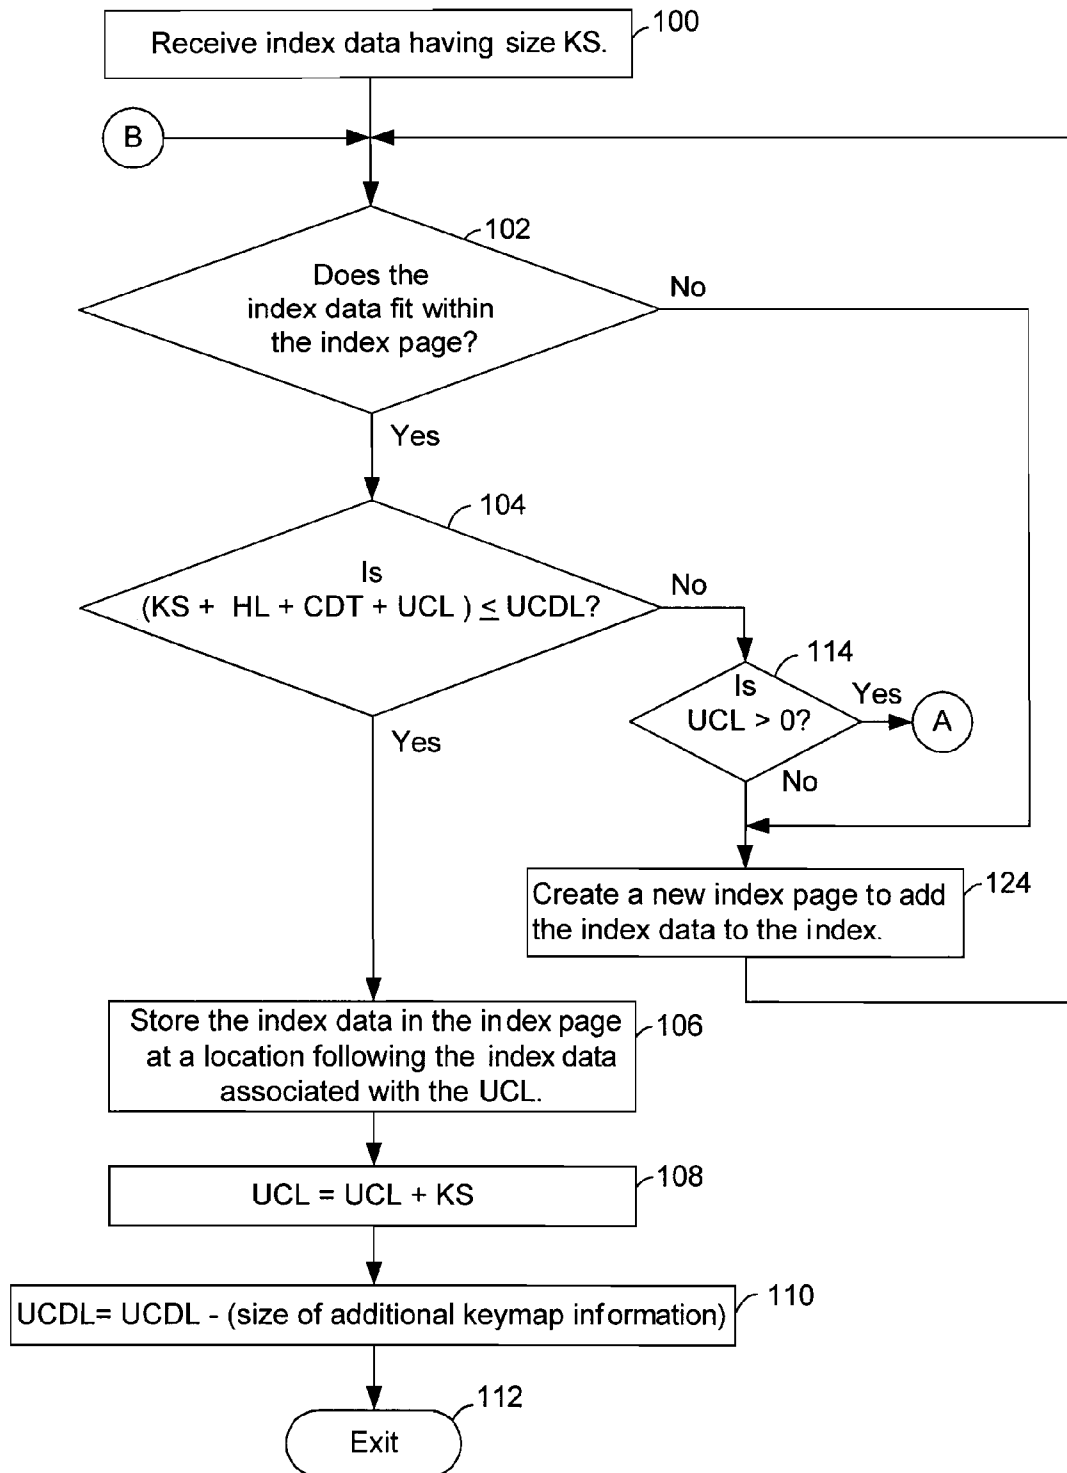 Receive index data having size KS.
100
B
102
Does the
index data fit within
the index page?
No
Yes
104
Is
(KS + HL + CDT + UCL ) ≤ UCDL?
No
114
Is
UCL > 0?
Yes
A
Yes
No
Create a new index page to add
the index data to the index.
124
Store the index data in the index page
at a location following the index data
associated with the UCL.
106
UCL = UCL + KS
108
UCDL= UCDL - (size of additional keymap information)
110
112
Exit